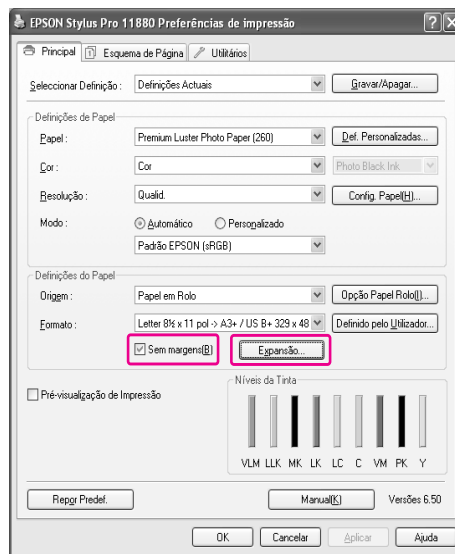 EPSON Stylus Pro 11880 Preferências de impressão
Principal Esquema de Página Utilitários
Seleccionar Definição : Definições Actuais Gravar/Apagar...
Definições de Papel
Papel : Premium Luster Photo Paper (260) Def. Personalizadas...
Cor : Cor Photo Black Ink
Resolução : Qualid. Config. Papel(H)...
Modo : Automático Personalizado
Padrão EPSON (sRGB)
Definições do Papel
Origem : Papel em Rolo Opção Papel Rolo(I)...
Formato : Letter 8½ x 11 pol -> A3+ / US B+ 329 x 48 Definido pelo Utilizador...
Sem margens(B) Expansão...
Pré-visualização de Impressão
Níveis da Tinta
VLM LLK MK LK LC C VM PK Y
Repor Predef. Manual(K) Versões 6.50
OK Cancelar Aplicar Ajuda